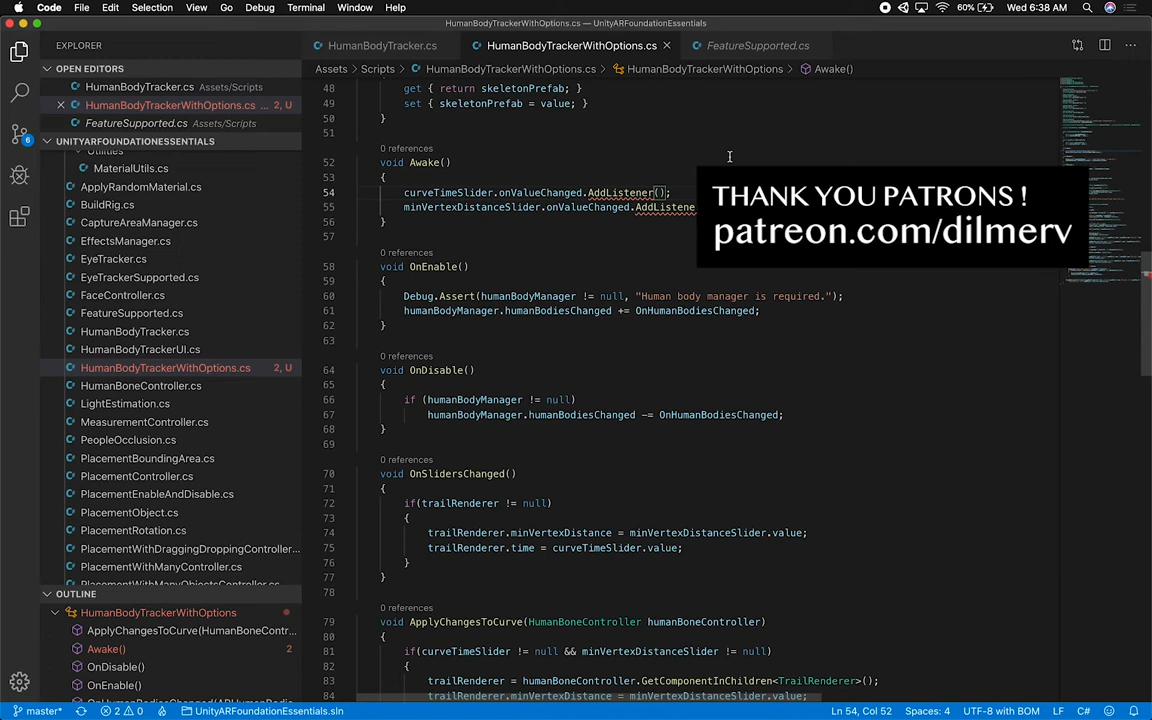 Code File Edit Selection View Go Debug Terminal Window Help 60% Wed 6:38 AM
HumanBodyTrackerWithOptions.cs — UnityARFoundationEssentials
EXPLORER
HumanBodyTracker.cs HumanBodyTrackerWithOptions.cs FeatureSupported.cs
OPEN EDITORS
Assets > Scripts > HumanBodyTrackerWithOptions.cs > HumanBodyTrackerWithOptions > Awake()
HumanBodyTracker.cs Assets/Scripts
HumanBodyTrackerWithOptions.cs ... 2, U
FeatureSupported.cs Assets/Scripts
UNITYARFOUNDATIONESSENTIALS
Utilities
MaterialUtils.cs
ApplyRandomMaterial.cs
BuildRig.cs
CaptureAreaManager.cs
EffectsManager.cs
EyeTracker.cs
EyeTrackerSupported.cs
FaceController.cs
FeatureSupported.cs
HumanBodyTracker.cs
HumanBodyTrackerUI.cs
HumanBodyTrackerWithOptions.cs 2, U
HumanBoneController.cs
LightEstimation.cs
MeasurementController.cs
PeopleOcclusion.cs
PlacementBoundingArea.cs
PlacementController.cs
PlacementEnableAndDisable.cs
PlacementObject.cs
PlacementRotation.cs
PlacementWithDraggingDroppingController...
PlacementWithManyController.cs
PlacementWithManyObjectsController.cs
OUTLINE
HumanBodyTrackerWithOptions
ApplyChangesToCurve(HumanBoneContr...
Awake() 2
OnDisable()
OnEnable()
48 get { return skeletonPrefab; }
49 set { skeletonPrefab = value; }
50 }
51
0 references
52 void Awake()
53 {
54 curveTimeSlider.onValueChanged.AddListener();
55 minVertexDistanceSlider.onValueChanged.AddListene
56 }
57
0 references
58 void OnEnable()
59 {
60 Debug.Assert(humanBodyManager != null, "Human body manager is required.");
61 humanBodyManager.humanBodiesChanged += OnHumanBodiesChanged;
62 }
63
0 references
64 void OnDisable()
65 {
66 if (humanBodyManager != null)
67 humanBodyManager.humanBodiesChanged -= OnHumanBodiesChanged;
68 }
69
0 references
70 void OnSlidersChanged()
71 {
72 if(trailRenderer != null)
73 {
74 trailRenderer.minVertexDistance = minVertexDistanceSlider.value;
75 trailRenderer.time = curveTimeSlider.value;
76 }
77 }
78
0 references
79 void ApplyChangesToCurve(HumanBoneController humanBoneController)
80 {
81 if(curveTimeSlider != null && minVertexDistanceSlider != null)
82 {
83 trailRenderer = humanBoneController.GetComponentInChildren<TrailRenderer>();
84 trailRenderer.minVertexDistance = minVertexDistanceSlider.value;
THANK YOU PATRONS !
patreon.com/dilmerv
master* 2 0 UnityARFoundationEssentials.sln Ln 54, Col 52 Spaces: 4 UTF-8 with BOM LF C#